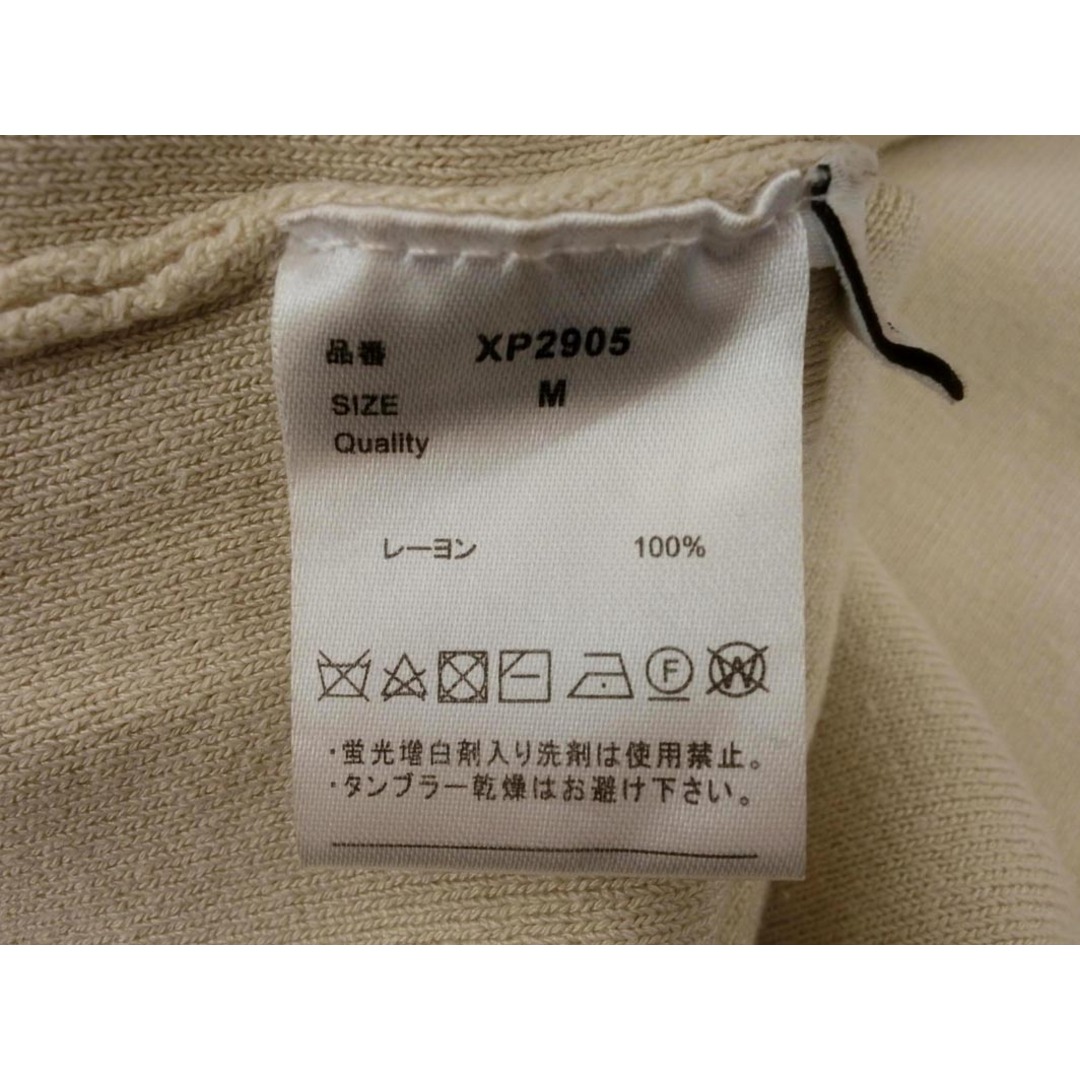 品番 XP2905
SIZE M
Quality
レーヨン 100%
F W
・蛍光増白剤入り洗剤は使用禁止。
・タンブラー乾燥はお避け下さい。